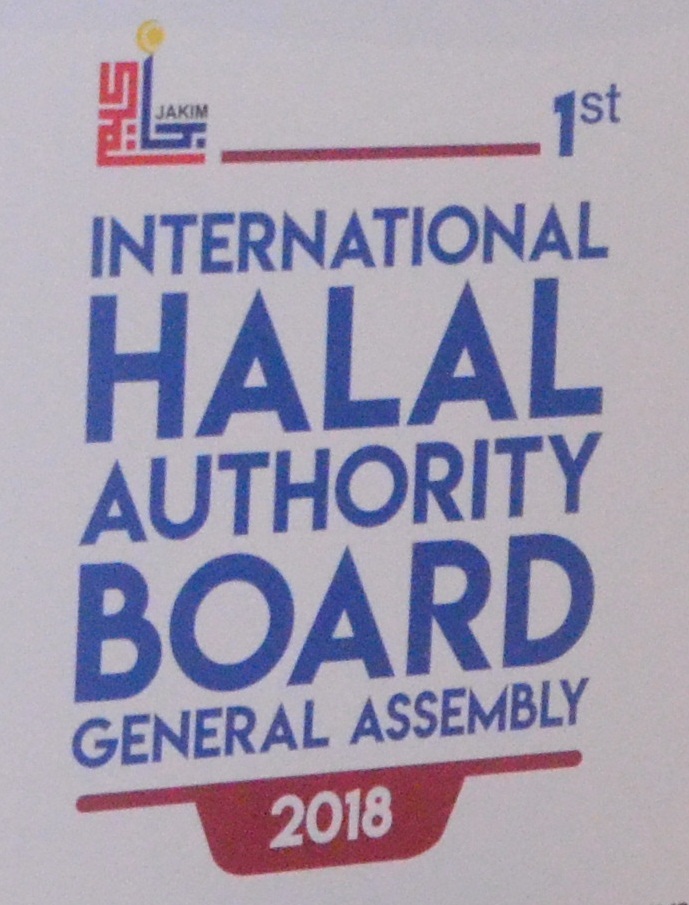 JAKIM
1st
INTERNATIONAL
HALAL
AUTHORITY
BOARD
GENERAL ASSEMBLY
2018